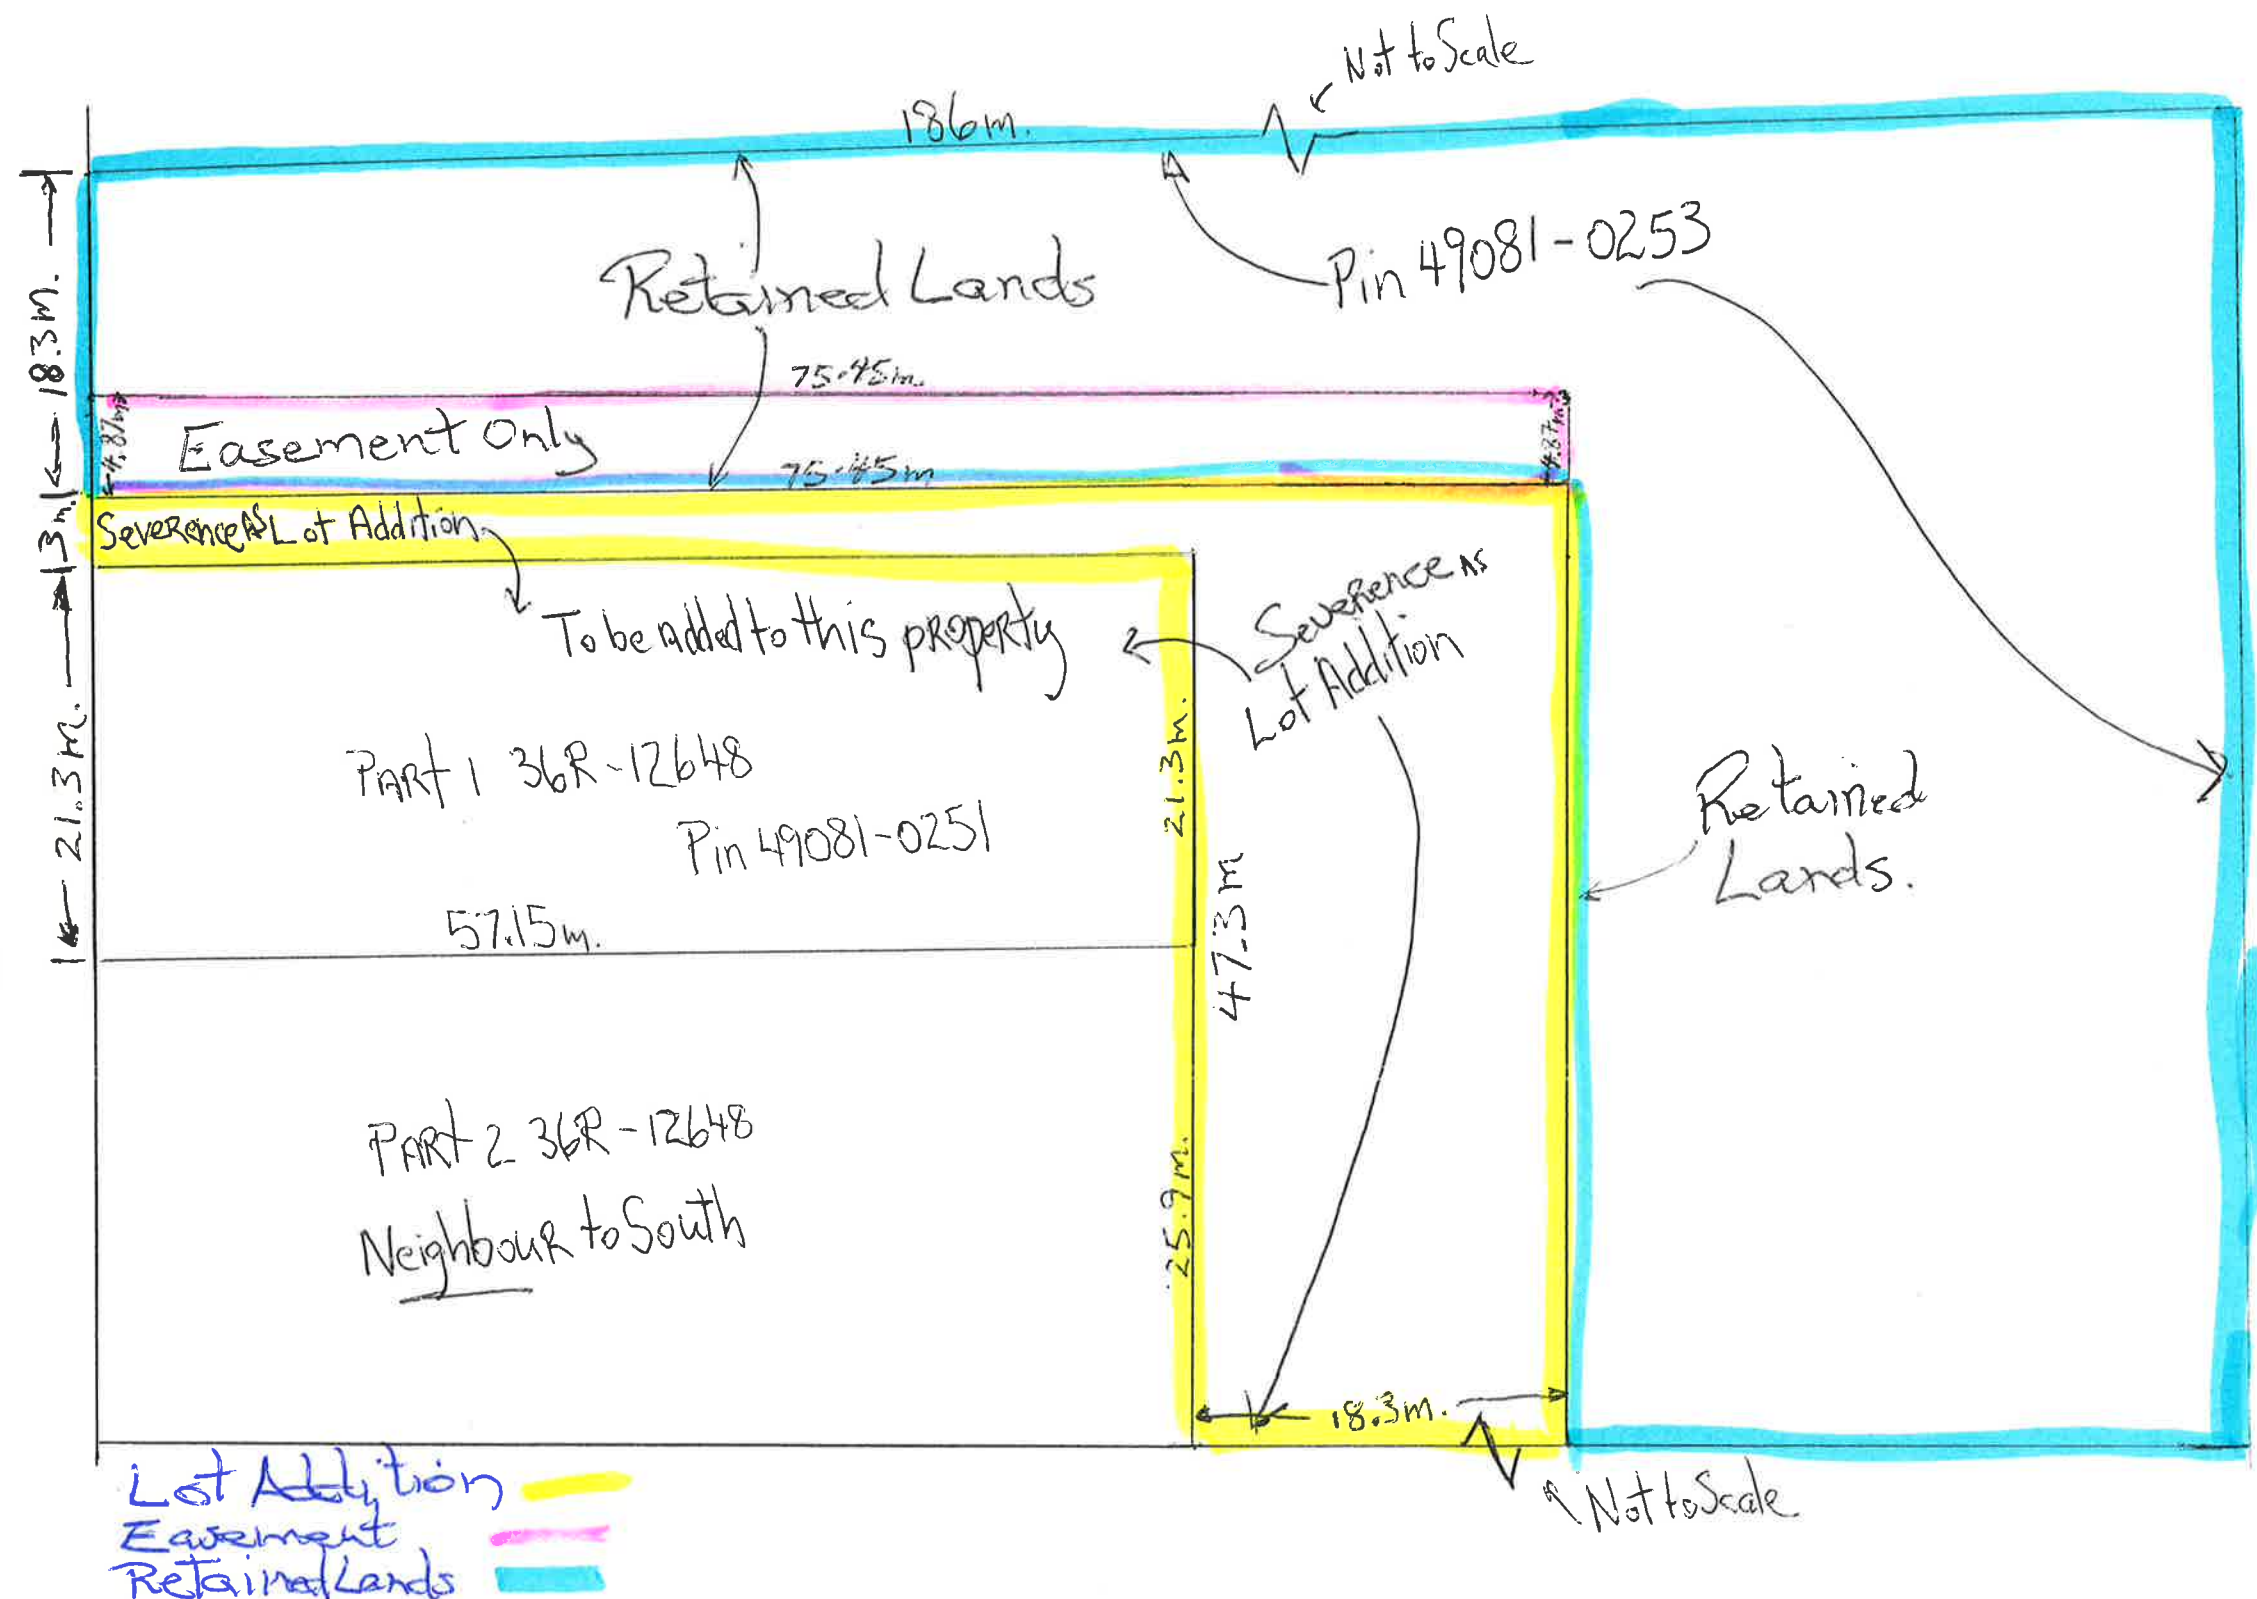 Not to Scale
186m.
Retained Lands
Pin 49081-0253
18.3m.
75.45m.
4.87m
Easement Only
4.87m
75.45m
3m
Severence AS Lot Addition
To be added to this property
Severence AS
Lot Addition
21.3m.
PARt 1 36R-12648
Pin 49081-0251
21.3m.
57.15m.
47.3m
Retained
Lands.
PARt 2 36R-12648
Neighbour to South
25.9m.
18.3m.
Not to Scale
Lot Addition
Easement
Retained Lands